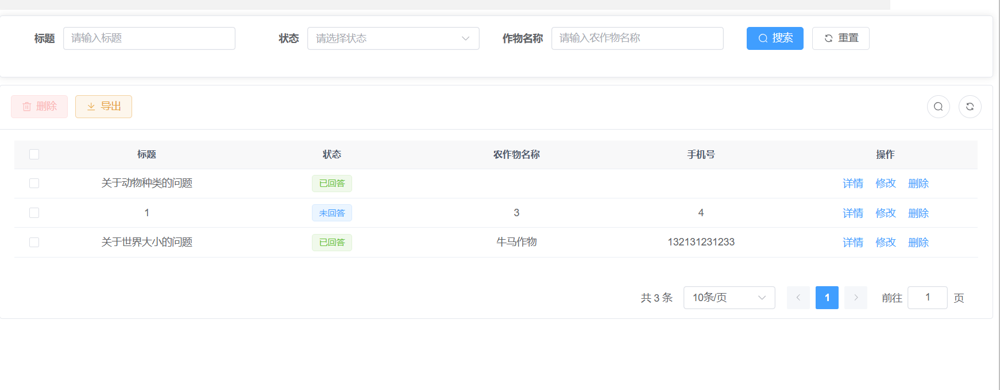 标题 请输入标题 状态 请选择状态 作物名称 请输入农作物名称 搜索 重置
删除 导出
标题 状态 农作物名称 手机号 操作
关于动物种类的问题 已回答 详情 修改 删除
1 未回答 3 4 详情 修改 删除
关于世界大小的问题 已回答 牛马作物 132131231233 详情 修改 删除
共 3 条 10条/页 1 前往 1 页